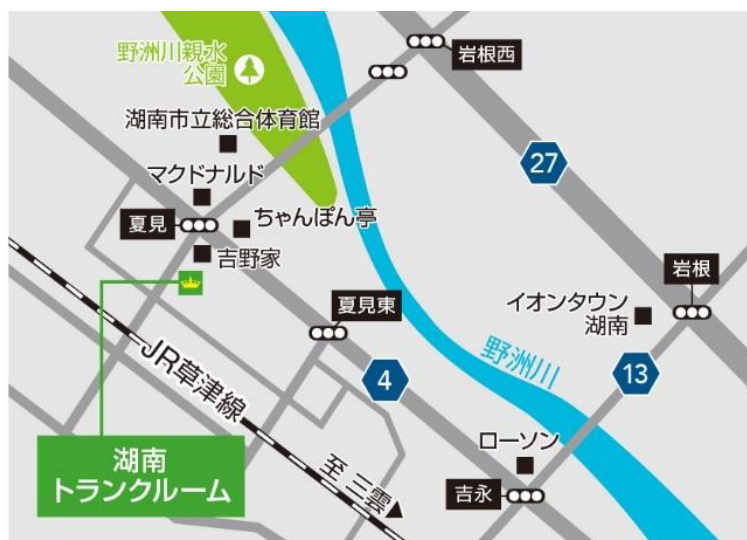 野洲川親水
公園
岩根西
湖南市立総合体育館
マクドナルド
27
夏見
ちゃんぽん亭
吉野家
岩根
夏見東
イオンタウン
湖南
JR草津線
野洲川
4
13
湖南
トランクルーム
ローソン
至 三雲
吉永